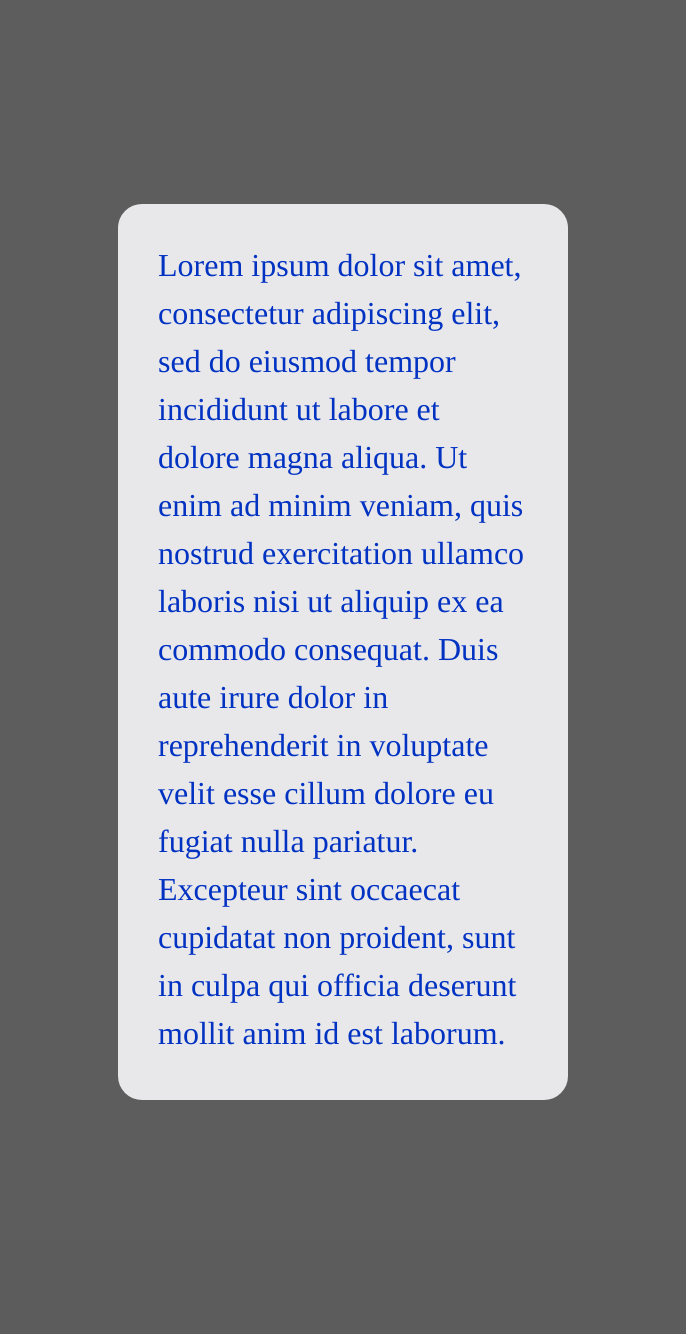 Lorem ipsum dolor sit amet,
consectetur adipiscing elit,
sed do eiusmod tempor
incididunt ut labore et
dolore magna aliqua. Ut
enim ad minim veniam, quis
nostrud exercitation ullamco
laboris nisi ut aliquip ex ea
commodo consequat. Duis
aute irure dolor in
reprehenderit in voluptate
velit esse cillum dolore eu
fugiat nulla pariatur.
Excepteur sint occaecat
cupidatat non proident, sunt
in culpa qui officia deserunt
mollit anim id est laborum.